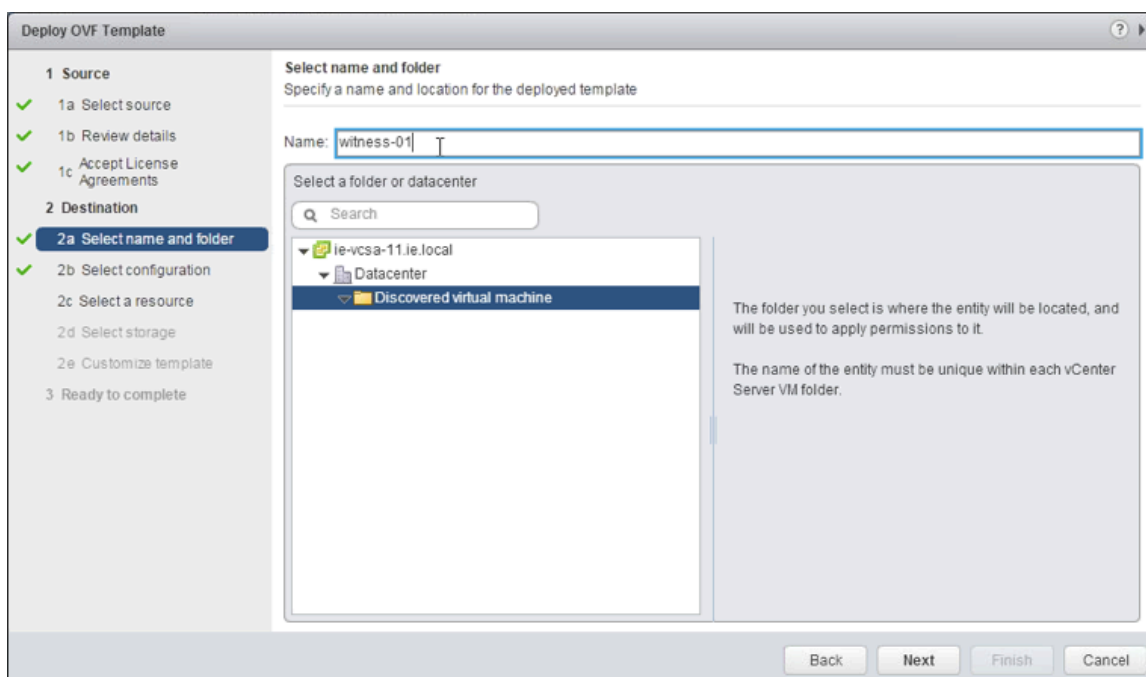 Deploy OVF Template
?
1 Source
1a Select source
1b Review details
1c Accept License
Agreements
2 Destination
2a Select name and folder
2b Select configuration
2c Select a resource
2d Select storage
2e Customize template
3 Ready to complete
Select name and folder
Specify a name and location for the deployed template
Name: witness-01
Select a folder or datacenter
Search
ie-vcsa-11.ie.local
Datacenter
Discovered virtual machine
The folder you select is where the entity will be located, and
will be used to apply permissions to it.
The name of the entity must be unique within each vCenter
Server VM folder.
Back Next Finish Cancel